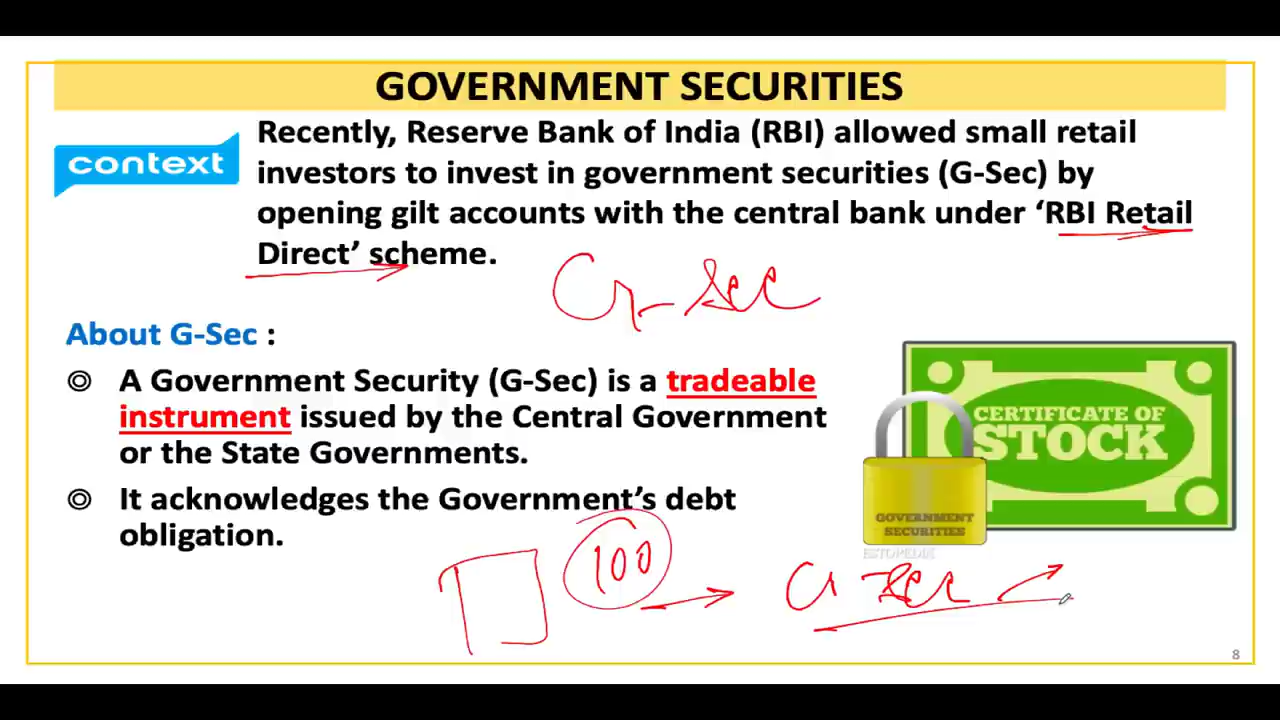 GOVERNMENT SECURITIES
context
Recently, Reserve Bank of India (RBI) allowed small retail
investors to invest in government securities (G-Sec) by
opening gilt accounts with the central bank under ‘RBI Retail
Direct’ scheme.
G-Sec
About G-Sec :
◎ A Government Security (G-Sec) is a tradeable
instrument issued by the Central Government
or the State Governments.
◎ It acknowledges the Government’s debt
obligation.
CERTIFICATE OF
STOCK
GOVERNMENT
SECURITIES
ESTOPEDIA
100
G-Sec
8